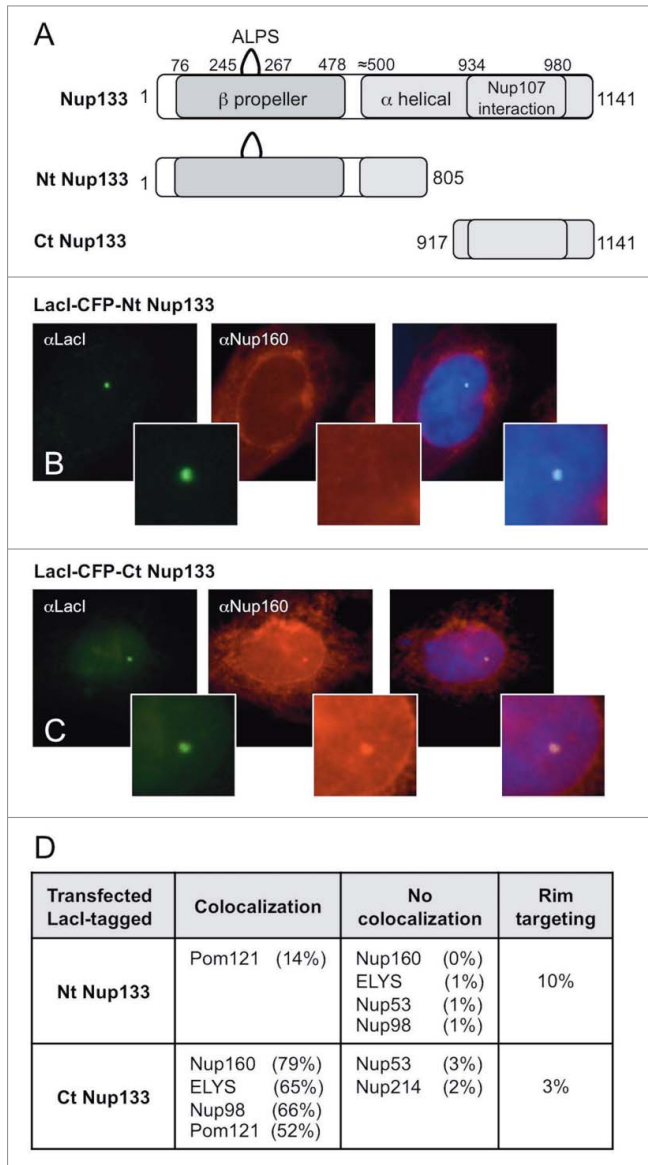 A
ALPS
76 245 267 478 ≈500 934 980
Nup133 1 β propeller α helical Nup107 interaction 1141
Nt Nup133 1 805
Ct Nup133 917 1141
LacI-CFP-Nt Nup133
αLacI αNup160
B
LacI-CFP-Ct Nup133
αLacI αNup160
C
D
Transfected LacI-tagged Colocalization No colocalization Rim targeting
Nt Nup133
Pom121 (14%)
Nup160 (0%)
ELYS (1%)
Nup53 (1%)
Nup98 (1%)
10%
Ct Nup133
Nup160 (79%)
ELYS (65%)
Nup98 (66%)
Pom121 (52%)
Nup53 (3%)
Nup214 (2%)
3%